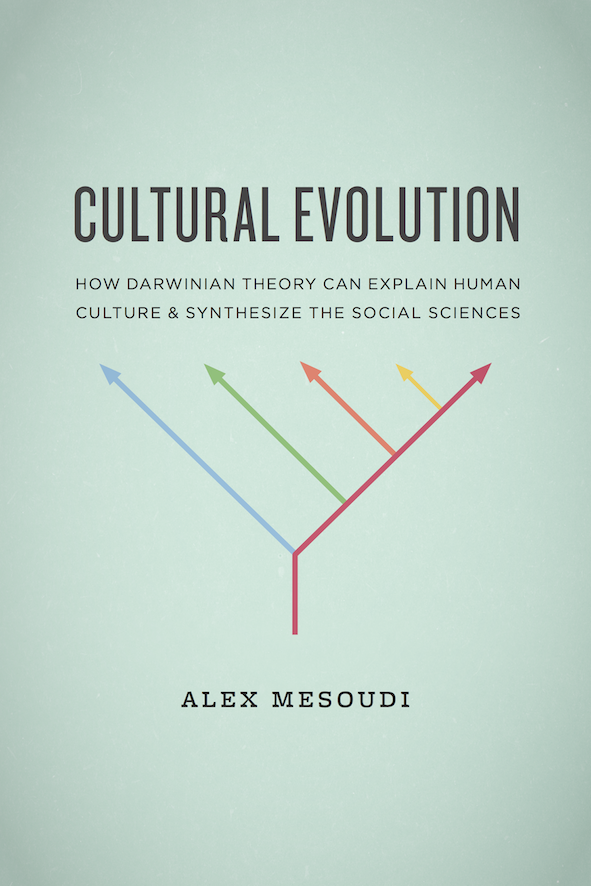 CULTURAL EVOLUTION
HOW DARWINIAN THEORY CAN EXPLAIN HUMAN
CULTURE & SYNTHESIZE THE SOCIAL SCIENCES
ALEX MESOUDI